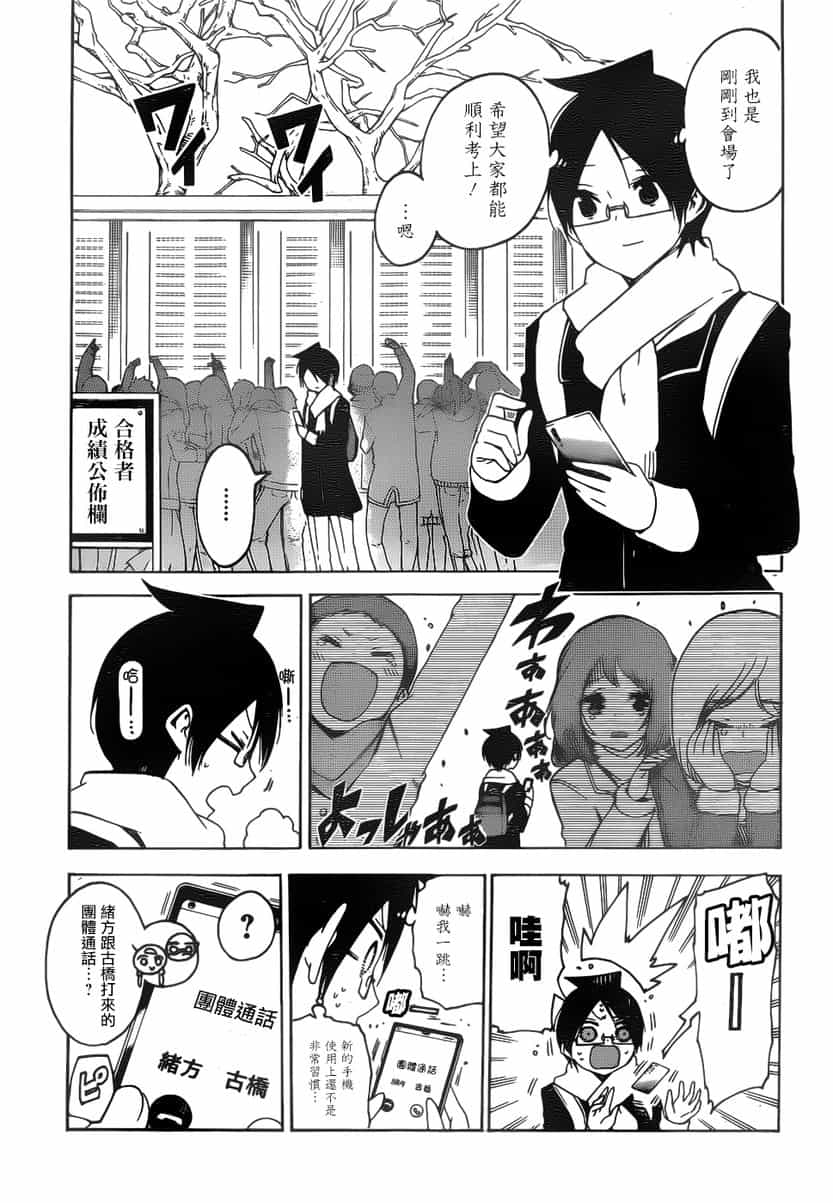 我也是
剛剛到會場了
希望大家都能
順利考上！
…嗯
ワイ
ワイ
合格者
成績公佈欄
……
わあああああ
よっしゃああ
嘶—…
哈—…
嘟—
哇啊
嚇
我一跳…
嘟—
新的手機
使用上還不是
非常習慣…
團體通話
緒方 古橋
？
團體通話
緒方 古橋
緒方跟古橋打來的
團體通話…？
ピ